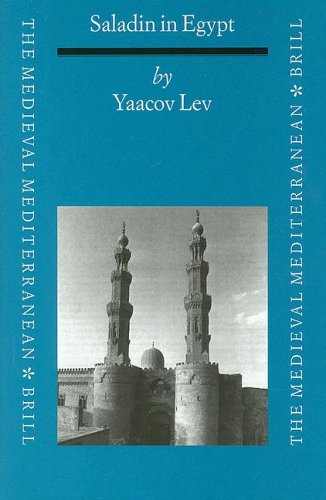 Saladin in Egypt
by
Yaacov Lev
THE MEDIEVAL MEDITERRANEAN * BRILL
THE MEDIEVAL MEDITERRANEAN * BRILL